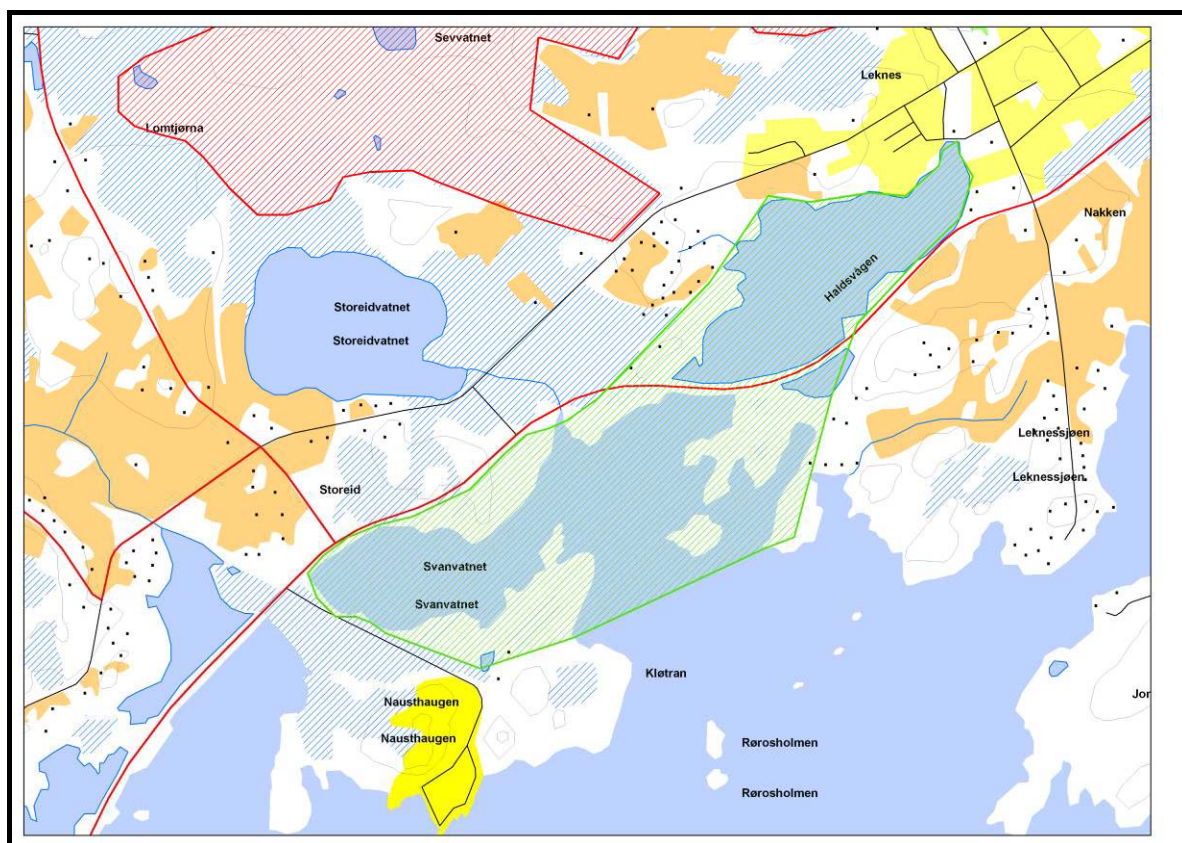 Sevvatnet
Leknes
Lomtjørna
Nakken
Haldsvågen
Storeidvatnet
Storeidvatnet
Leknessjøen
Leknessjøen
Storeid
Svanvatnet
Svanvatnet
Kløtran
Jor
Nausthaugen
Nausthaugen
Rørosholmen
Rørosholmen